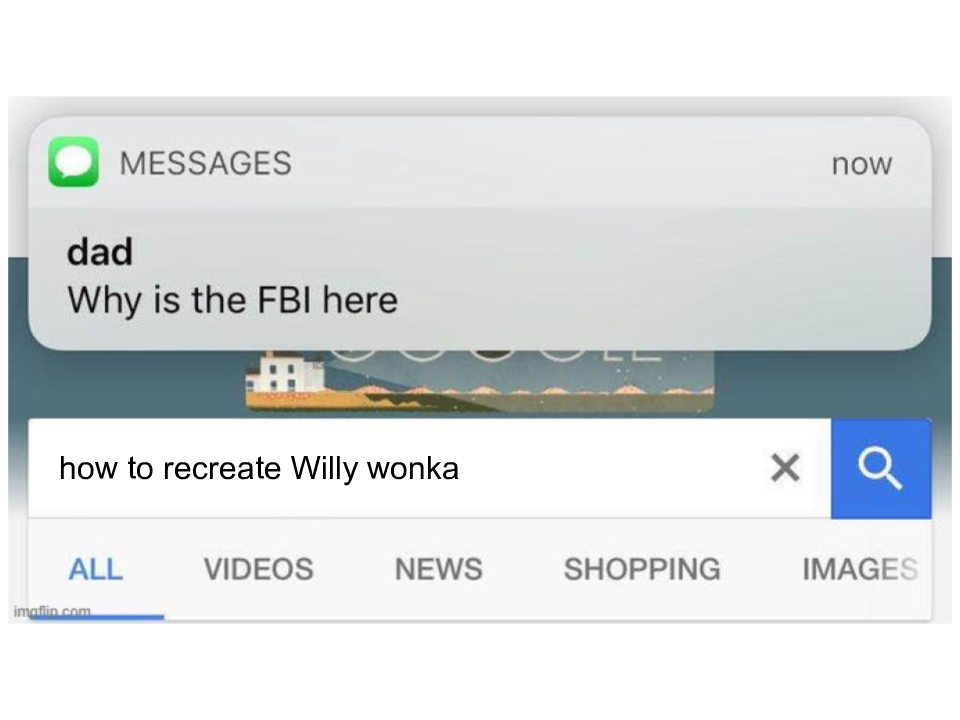 MESSAGES now
dad
Why is the FBI here
how to recreate Willy wonka
ALL VIDEOS NEWS SHOPPING IMAGES
imgflip.com